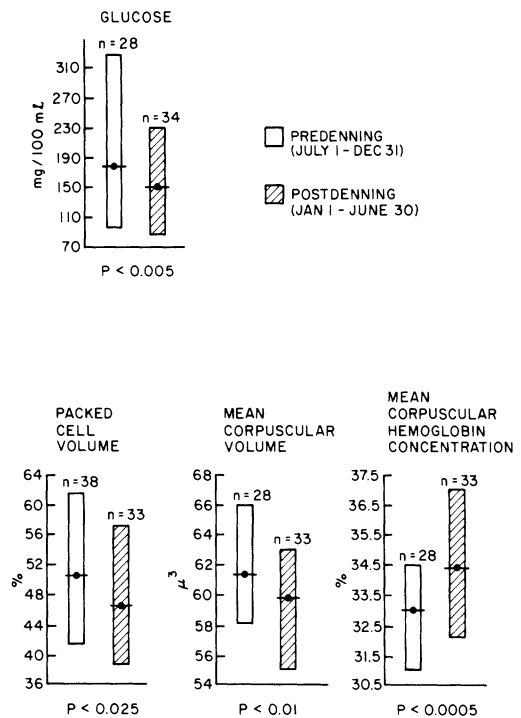 GLUCOSE
n=28
n=34
310
270
230
190
150
110
70
mg/100 mL
P < 0.005
PREDENNING
(JULY 1 - DEC 31)
POSTDENNING
(JAN 1 - JUNE 30)
PACKED
CELL
VOLUME
n=38
n=33
64
60
56
52
48
44
40
36
%
P < 0.025
MEAN
CORPUSCULAR
VOLUME
n=28
n=33
68
66
64
62
60
58
56
54
μ³
P < 0.01
MEAN
CORPUSCULAR
HEMOGLOBIN
CONCENTRATION
n=33
n=28
37.5
36.5
35.5
34.5
33.5
32.5
31.5
30.5
%
P < 0.0005